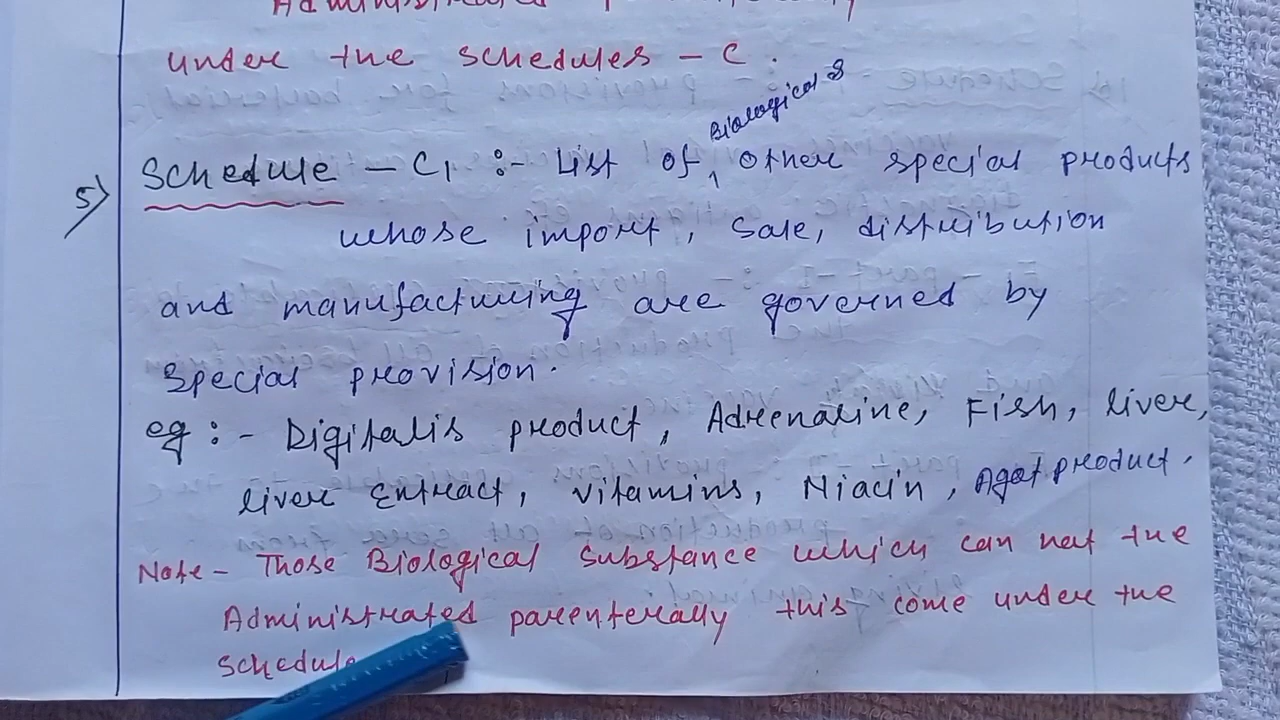 Administrated
under the schedules - C.
Biological &
5) Schedule - C1 :- List of, other special products
whose import, sale, distribution
and manufacturing are governed by
special provision.
eg :- Digitalis product, Adrenaline, Fish, liver,
liver Extract, vitamins, Niacin, Agat product.
Note - Those Biological Substance which can not the
Administrated parenterally this come under the
schedule